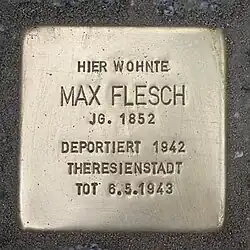 HIER WOHNTE
MAX FLESCH
JG. 1852
DEPORTIERT 1942
THERESIENSTADT
TOT 6.5.1943